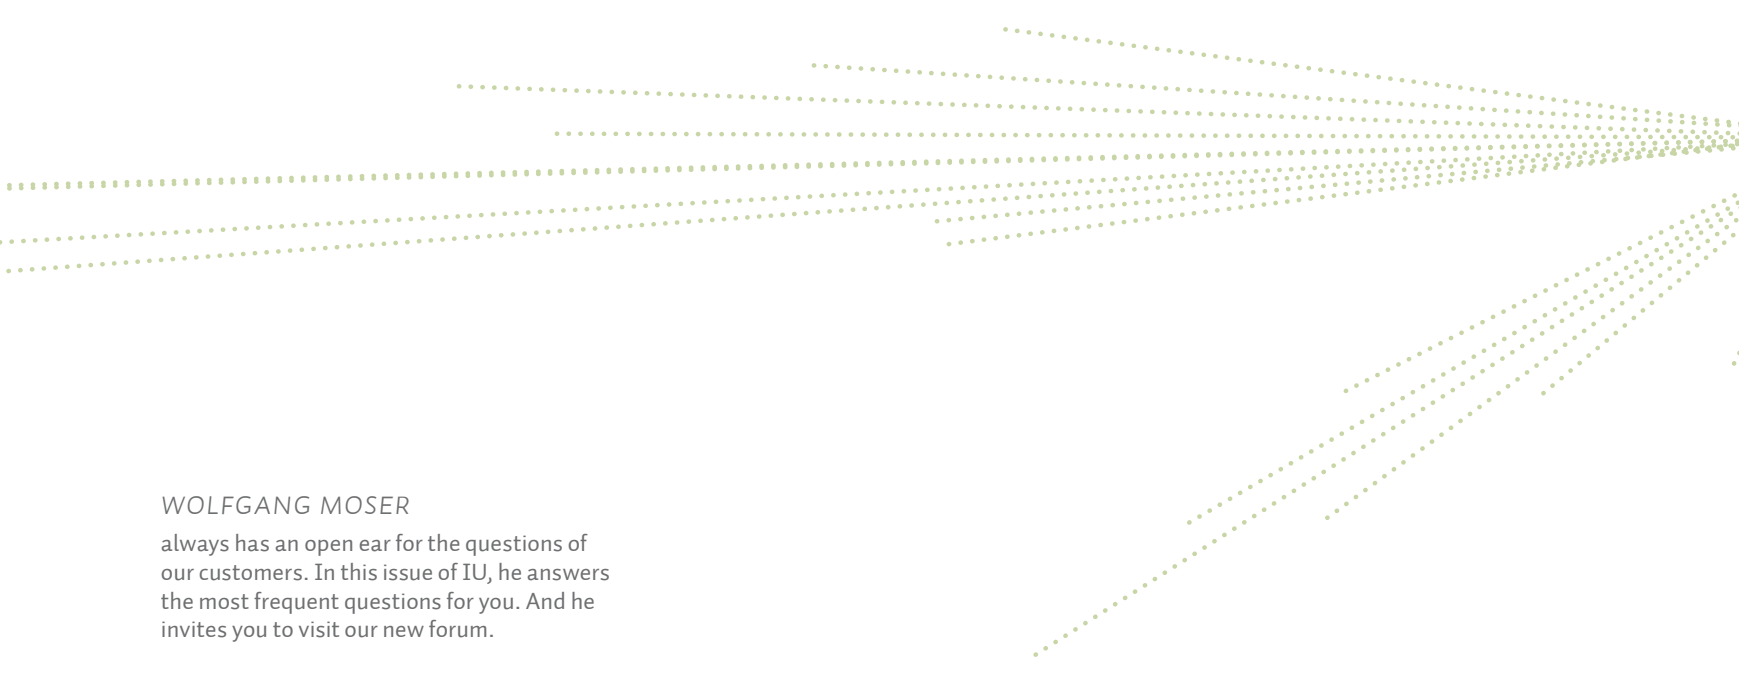 WOLFGANG MOSER
always has an open ear for the questions of
our customers. In this issue of IU, he answers
the most frequent questions for you. And he
invites you to visit our new forum.